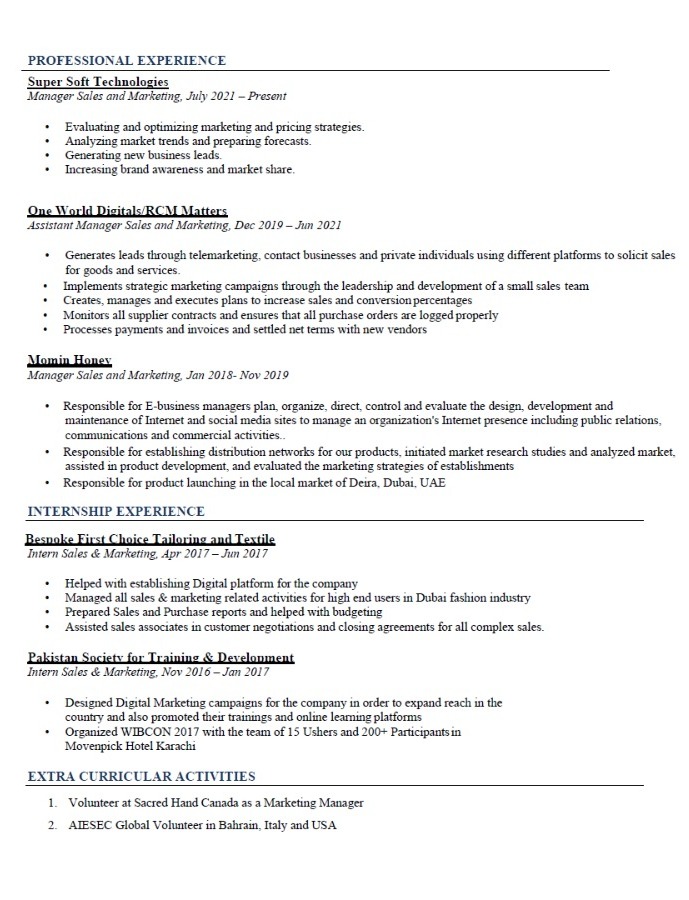 PROFESSIONAL EXPERIENCE
Super Soft Technologies
Manager Sales and Marketing, July 2021 – Present
• Evaluating and optimizing marketing and pricing strategies.
• Analyzing market trends and preparing forecasts.
• Generating new business leads.
• Increasing brand awareness and market share.
One World Digitals/RCM Matters
Assistant Manager Sales and Marketing, Dec 2019 – Jun 2021
• Generates leads through telemarketing, contact businesses and private individuals using different platforms to solicit sales
for goods and services.
• Implements strategic marketing campaigns through the leadership and development of a small sales team
• Creates, manages and executes plans to increase sales and conversion percentages
• Monitors all supplier contracts and ensures that all purchase orders are logged properly
• Processes payments and invoices and settled net terms with new vendors
Momin Honey
Manager Sales and Marketing, Jan 2018- Nov 2019
• Responsible for E-business managers plan, organize, direct, control and evaluate the design, development and
maintenance of Internet and social media sites to manage an organization's Internet presence including public relations,
communications and commercial activities..
• Responsible for establishing distribution networks for our products, initiated market research studies and analyzed market,
assisted in product development, and evaluated the marketing strategies of establishments
• Responsible for product launching in the local market of Deira, Dubai, UAE
INTERNSHIP EXPERIENCE
Bespoke First Choice Tailoring and Textile
Intern Sales & Marketing, Apr 2017 – Jun 2017
• Helped with establishing Digital platform for the company
• Managed all sales & marketing related activities for high end users in Dubai fashion industry
• Prepared Sales and Purchase reports and helped with budgeting
• Assisted sales associates in customer negotiations and closing agreements for all complex sales.
Pakistan Society for Training & Development
Intern Sales & Marketing, Nov 2016 – Jan 2017
• Designed Digital Marketing campaigns for the company in order to expand reach in the
country and also promoted their trainings and online learning platforms
• Organized WIBCON 2017 with the team of 15 Ushers and 200+ Participants in
Movenpick Hotel Karachi
EXTRA CURRICULAR ACTIVITIES
1. Volunteer at Sacred Hand Canada as a Marketing Manager
2. AIESEC Global Volunteer in Bahrain, Italy and USA